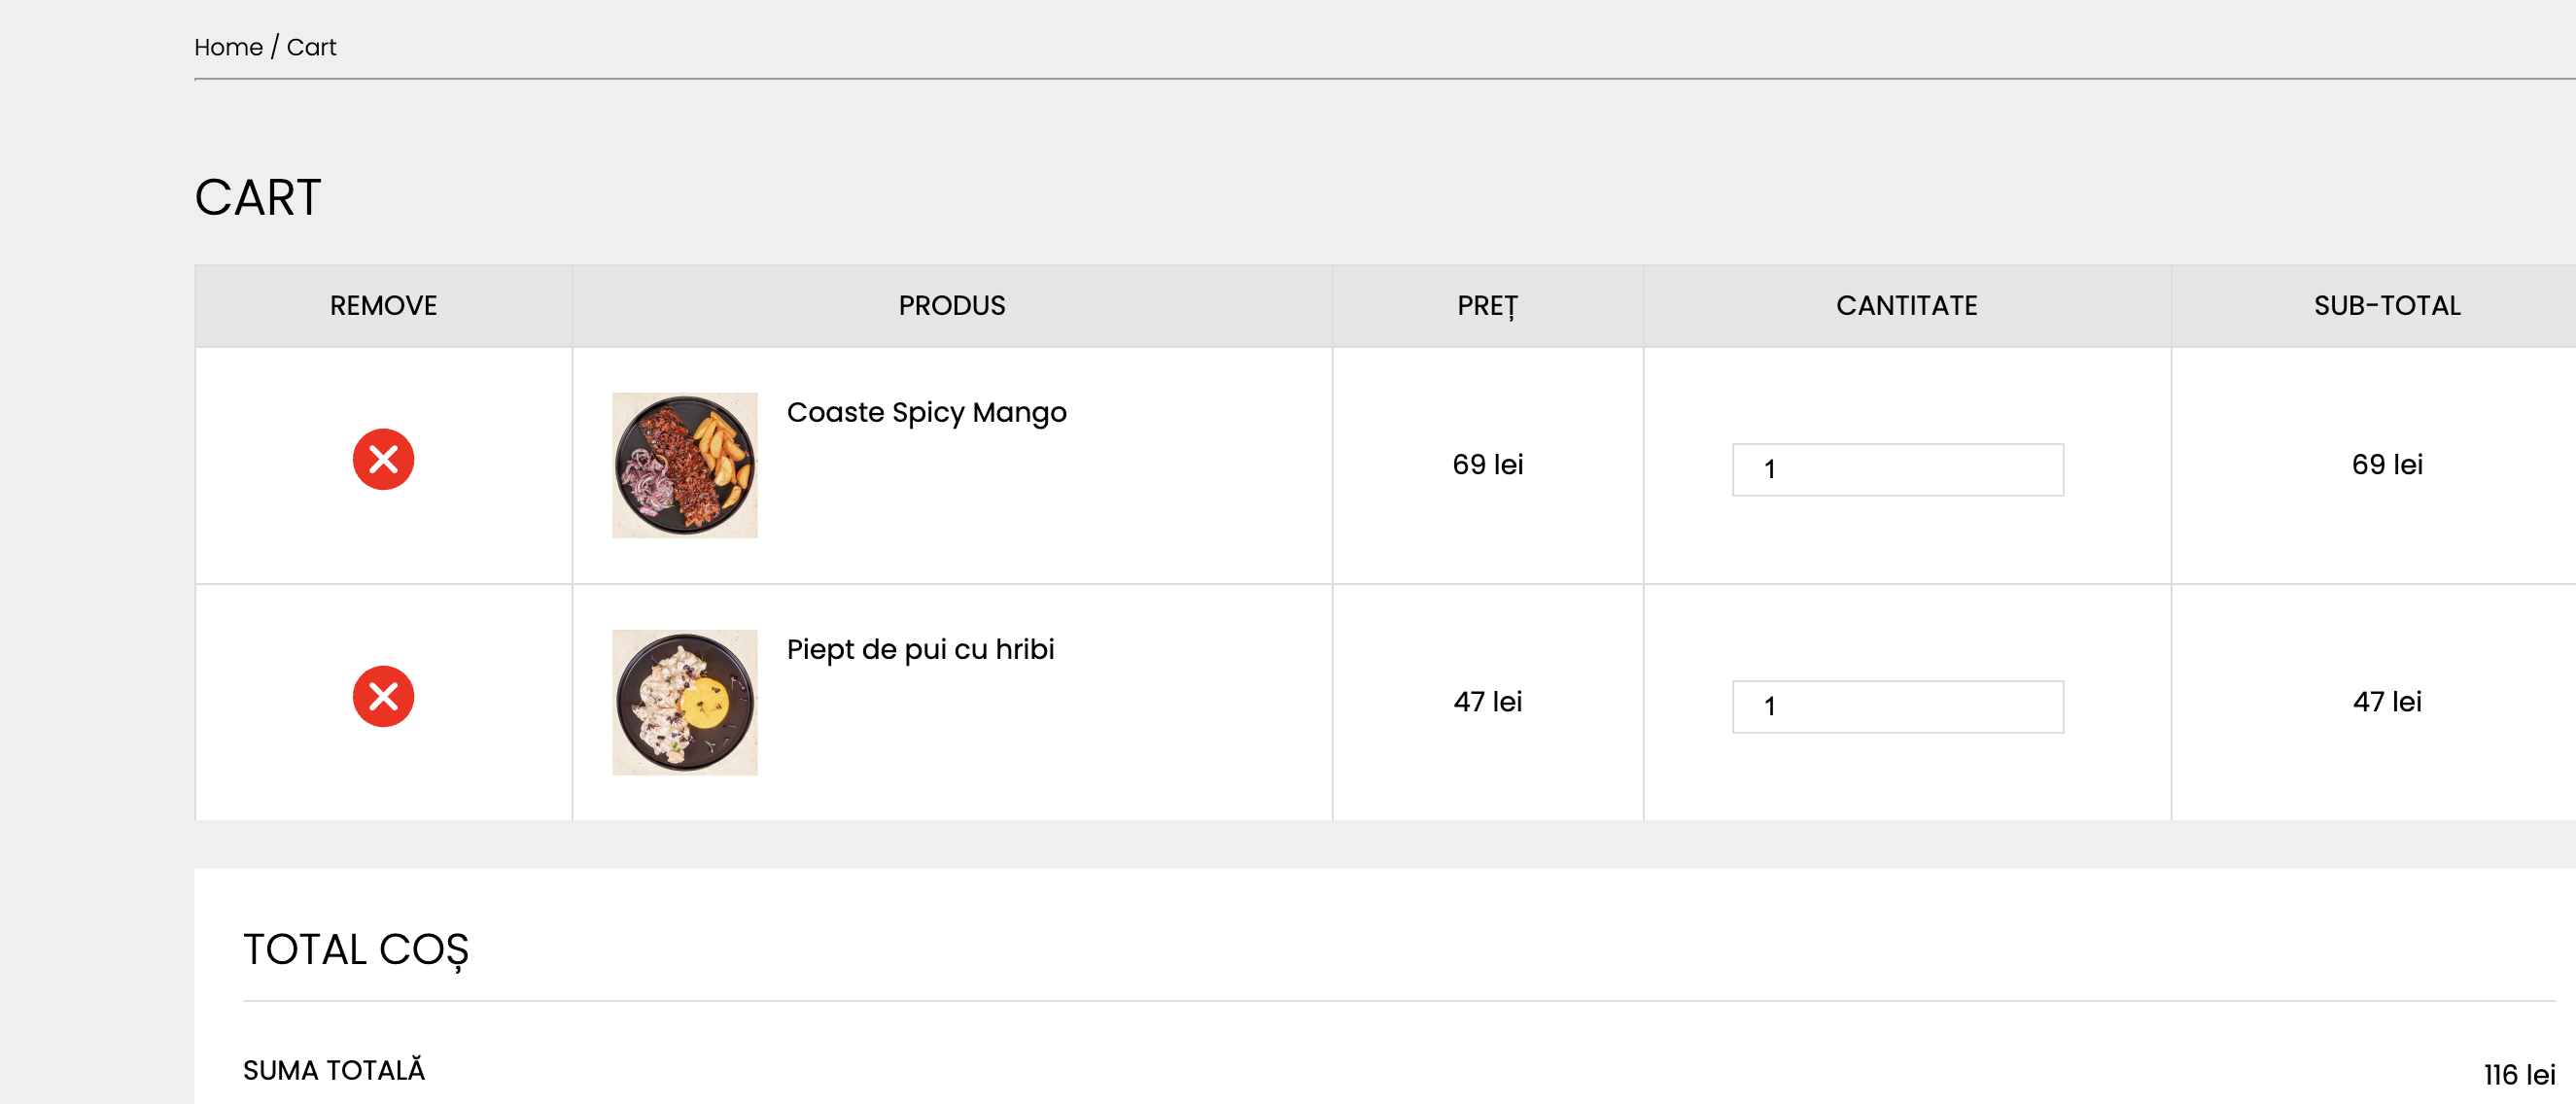 Home / Cart
CART
REMOVE PRODUS PREȚ CANTITATE SUB-TOTAL
Coaste Spicy Mango
69 lei 1 69 lei
Piept de pui cu hribi
47 lei 1 47 lei
TOTAL COȘ
SUMA TOTALĂ 116 lei